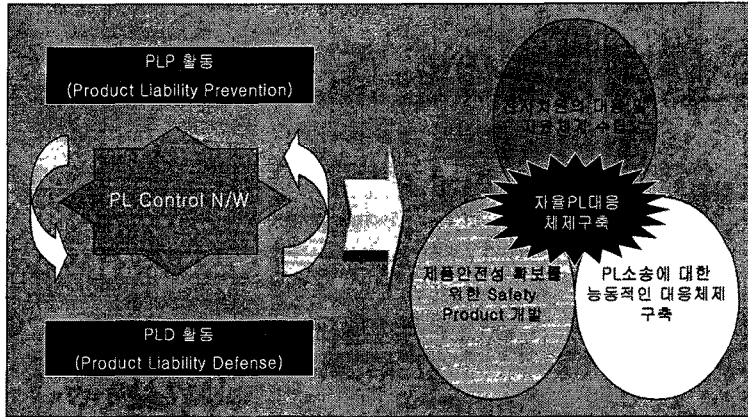 PLP 활동
(Product Liability Prevention)
PL Control N/W
PLD 활동
(Product Liability Defense)
자율PL대응
체제구축
제품안전성 확보를
위한 Safety
Product 개발
PL소송에 대한
능동적인 대응체제
구축